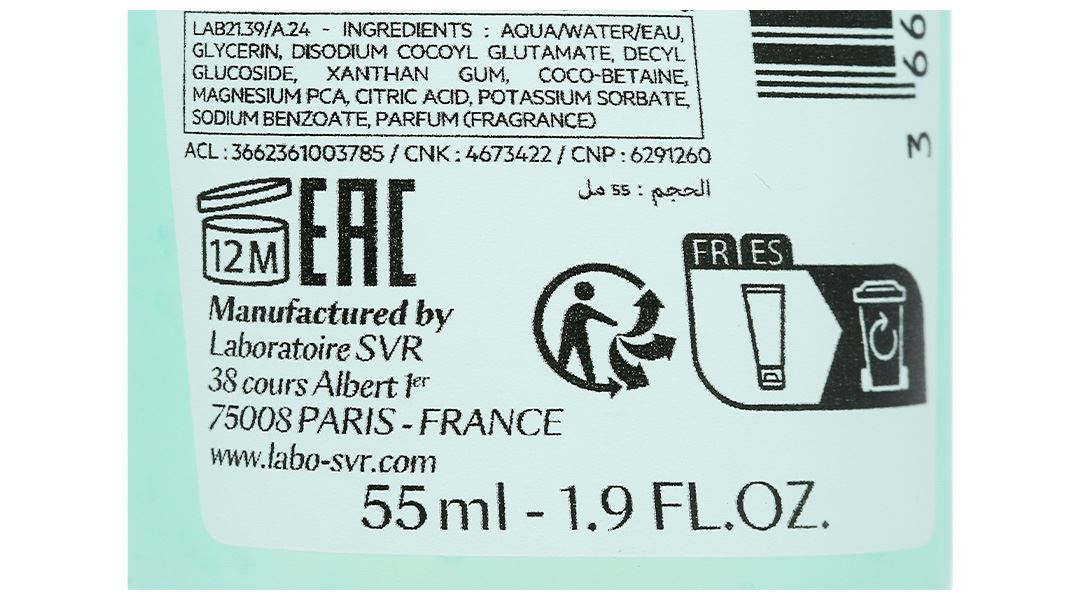 LAB21.39/A.24 - INGREDIENTS : AQUA/WATER/EAU,
GLYCERIN, DISODIUM COCOYL GLUTAMATE, DECYL
GLUCOSIDE, XANTHAN GUM, COCO-BETAINE,
MAGNESIUM PCA, CITRIC ACID, POTASSIUM SORBATE,
SODIUM BENZOATE, PARFUM (FRAGRANCE)
ACL : 3662361003785 / CNK : 4673422 / CNP : 6291260
الحجم : 55 مل
3 66
12M
EAC
FR ES
Manufactured by
Laboratoire SVR
38 cours Albert 1er
75008 PARIS - FRANCE
www.labo-svr.com
55 ml - 1.9 FL.OZ.